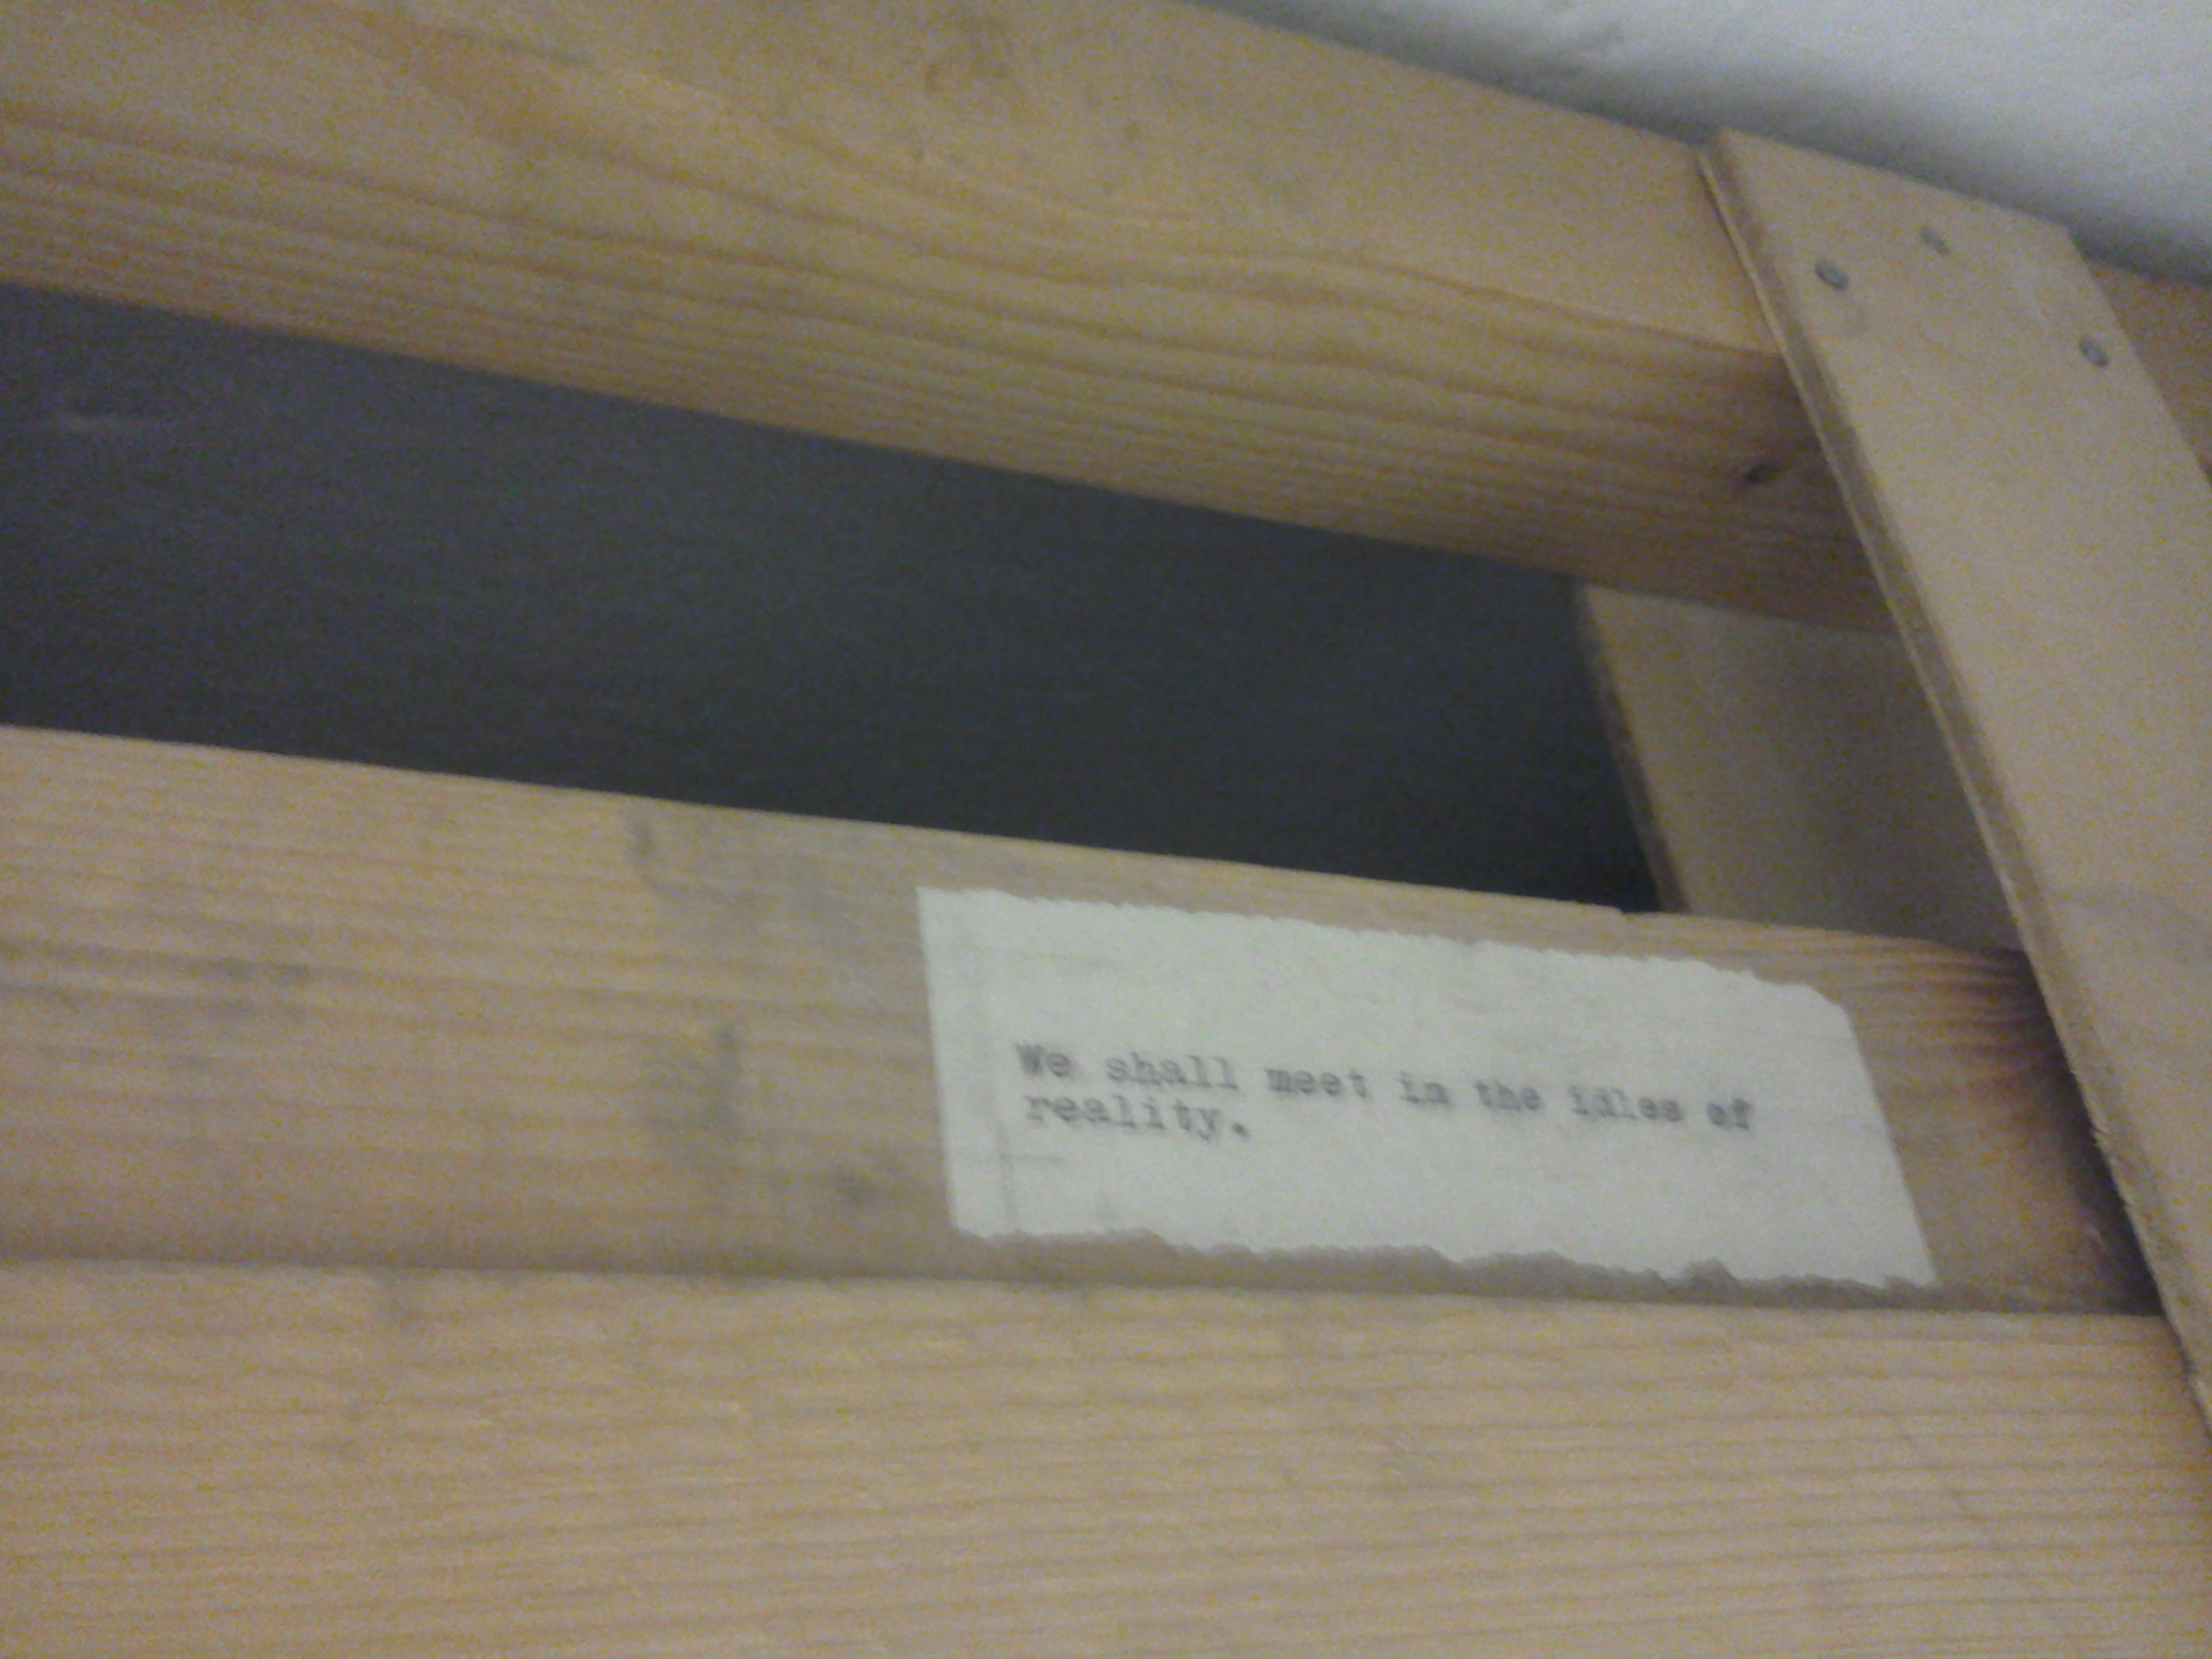 We shall meet in the idles of
reality.